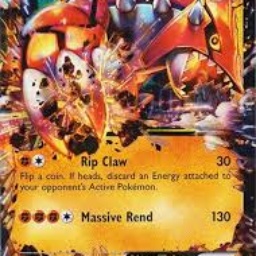 Rip Claw 30
Flip a coin. If heads, discard an Energy attached to
your opponent's Active Pokémon.
Massive Rend 130